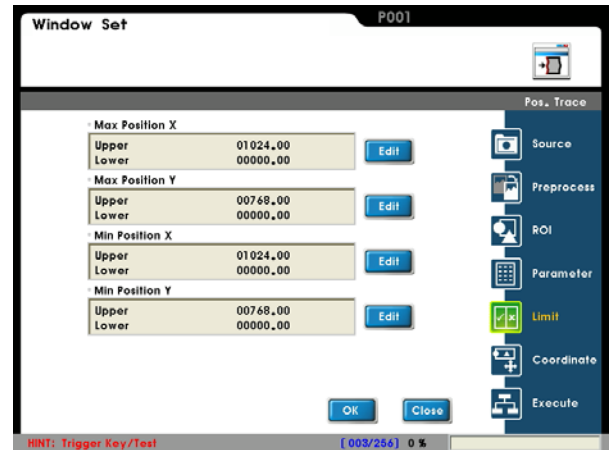 Window Set
P001
Pos. Trace
Max Position X
Upper 01024.00
Lower 00000.00
Edit
Max Position Y
Upper 00768.00
Lower 00000.00
Edit
Min Position X
Upper 01024.00
Lower 00000.00
Edit
Min Position Y
Upper 00768.00
Lower 00000.00
Edit
Source
Preprocess
ROI
Parameter
Limit
Coordinate
Execute
OK
Close
HINT: Trigger Key/Test
[003/256] 0 %